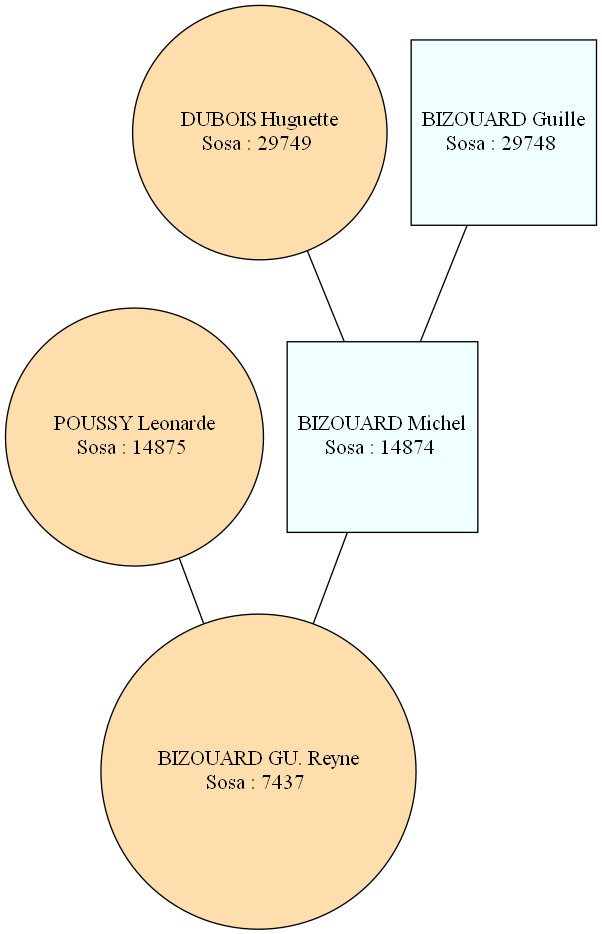 DUBOIS Huguette
Sosa : 29749
BIZOUARD Guille
Sosa : 29748
POUSSY Leonarde
Sosa : 14875
BIZOUARD Michel
Sosa : 14874
BIZOUARD GU. Reyne
Sosa : 7437